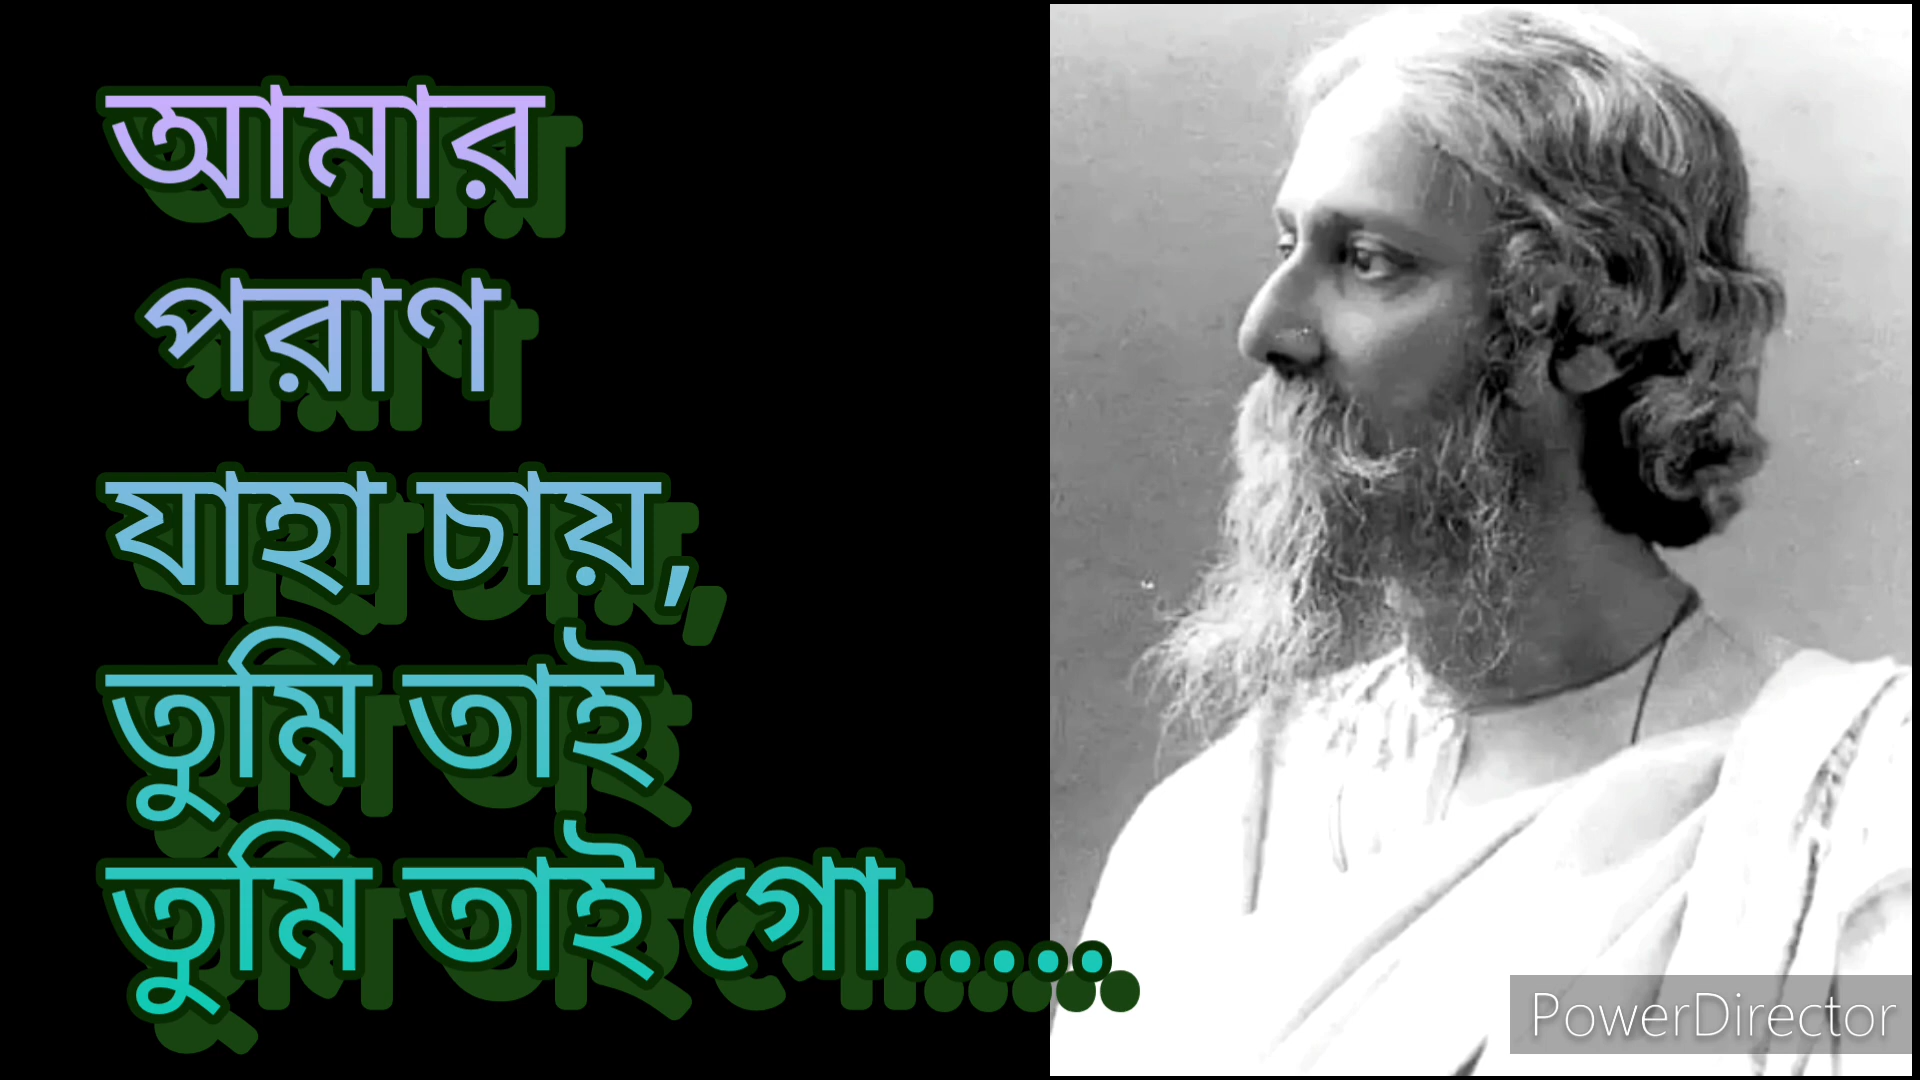 আমার
পরাণ
যাহা চায়,
তুমি তাই
তুমি তাই গো.....
PowerDirector